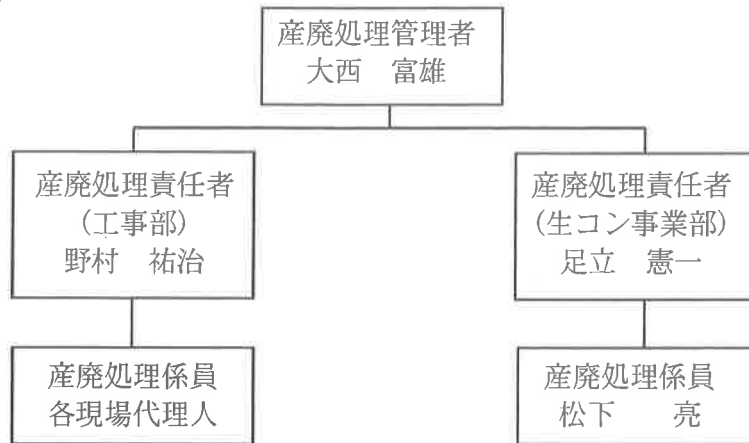 産廃処理管理者
大西　富雄
産廃処理責任者
(工事部)
野村　祐治
産廃処理責任者
(生コン事業部)
足立　憲一
産廃処理係員
各現場代理人
産廃処理係員
松下　　亮